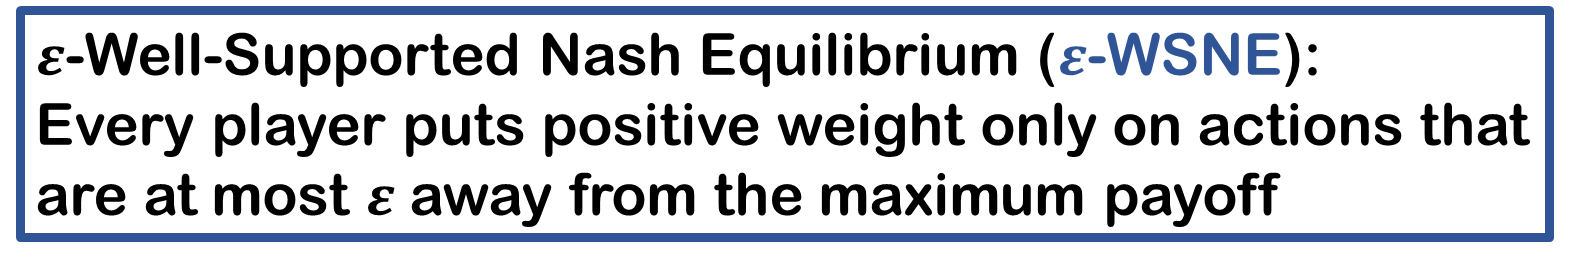 ε-Well-Supported Nash Equilibrium (ε-WSNE):
Every player puts positive weight only on actions that
are at most ε away from the maximum payoff